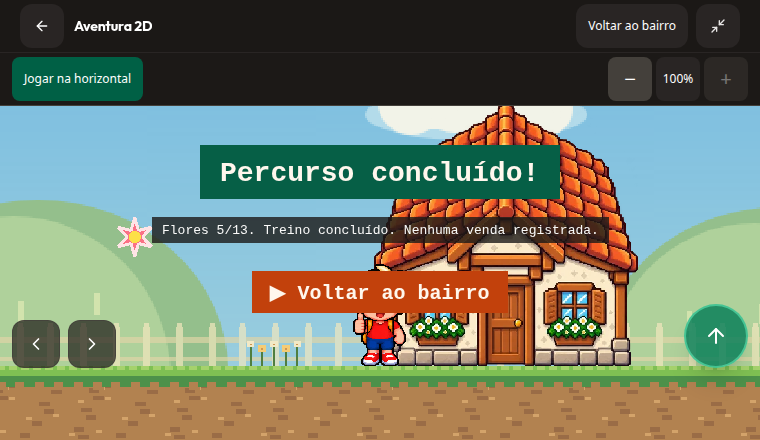 Aventura 2D
Voltar ao bairro
Jogar na horizontal
− 100% +
Percurso concluído!
Flores 5/13. Treino concluído. Nenhuma venda registrada.
▶ Voltar ao bairro